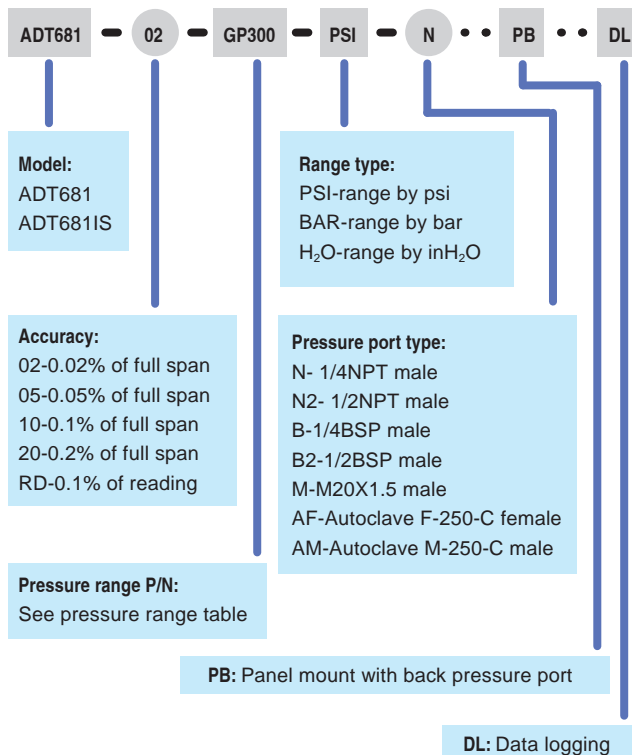 ADT681 - 02 - GP300 - PSI - N • • PB • • DL
Model:
ADT681
ADT681IS
Range type:
PSI-range by psi
BAR-range by bar
H₂O-range by inH₂O
Accuracy:
02-0.02% of full span
05-0.05% of full span
10-0.1% of full span
20-0.2% of full span
RD-0.1% of reading
Pressure port type:
N- 1/4NPT male
N2- 1/2NPT male
B-1/4BSP male
B2-1/2BSP male
M-M20X1.5 male
AF-Autoclave F-250-C female
AM-Autoclave M-250-C male
Pressure range P/N:
See pressure range table
PB: Panel mount with back pressure port
DL: Data logging